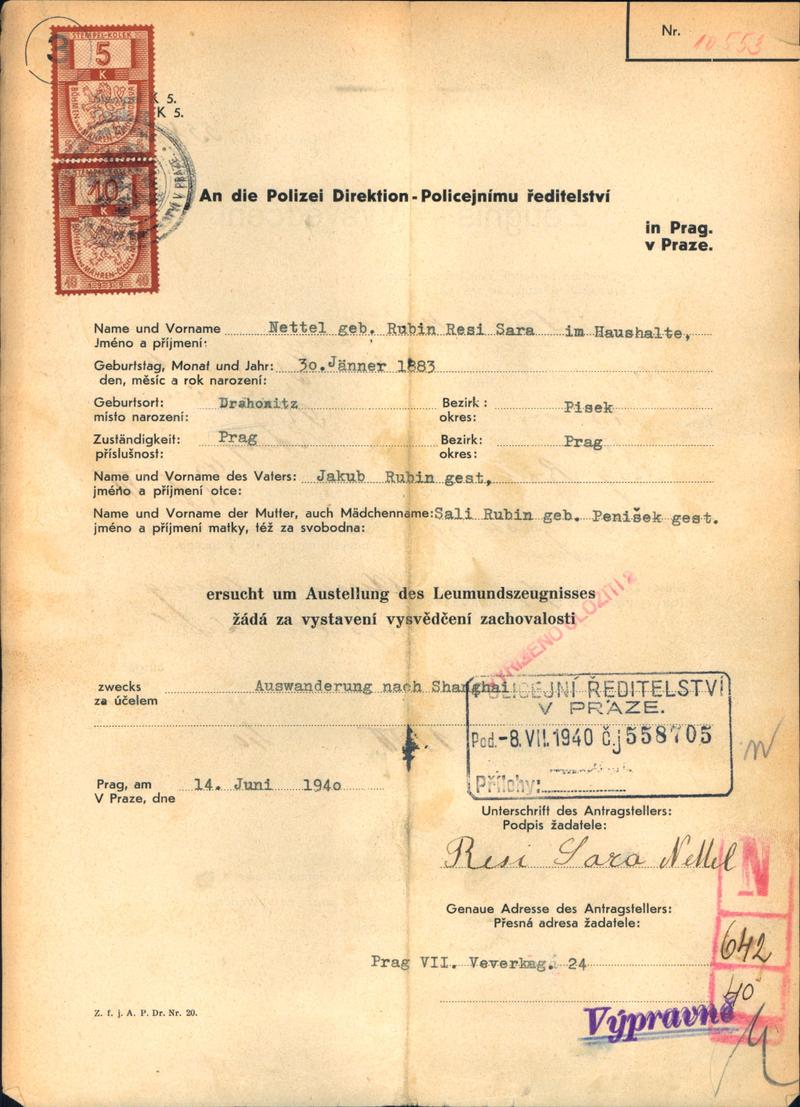 Nr. 10553
3
STEMPEL-KOLEK
5
K
BÖHMEN UND MÄHREN
K 5.
K 5.
10
K
BÖHMEN UND MÄHREN
10 10
V PRAZE
An die Polizei Direktion - Policejnímu ředitelství
in Prag.
v Praze.
Name und Vorname Nettel geb. Rubin Resi Sara im Haushalte,
Jméno a příjmení:
Geburtstag, Monat und Jahr: 30. Jänner 1883
den, měsíc a rok narození:
Geburtsort: Drahonitz Bezirk: Pisek
místo narození: okres:
Zuständigkeit: Prag Bezirk: Prag
příslušnost: okres:
Name und Vorname des Vaters: Jakub Rubin gest,
jméno a příjmení otce:
Name und Vorname der Mutter, auch Mädchenname: Sali Rubin geb. Penišek gest.
jméno a příjmení matky, též za svobodna:
ersucht um Austellung des Leumundszeugnisses
žádá za vystavení vysvědčení zachovalosti
zwecks Auswanderung nach Shanghai
za účelem
POLICEJNÍ ŘEDITELSTVÍ
V PRAZE.
Pod. -8. VII. 1940 č.j 558705
Přílohy:
Prag, am 14. Juni 1940
V Praze, dne
Unterschrift des Antragstellers:
Podpis žadatele:
Resi Sara Nettel
N
Genaue Adresse des Antragstellers:
Přesná adresa žadatele:
642
Prag VII. Veverkag. 24
40
Výpravně
Z. f. j. A. P. Dr. Nr. 20.